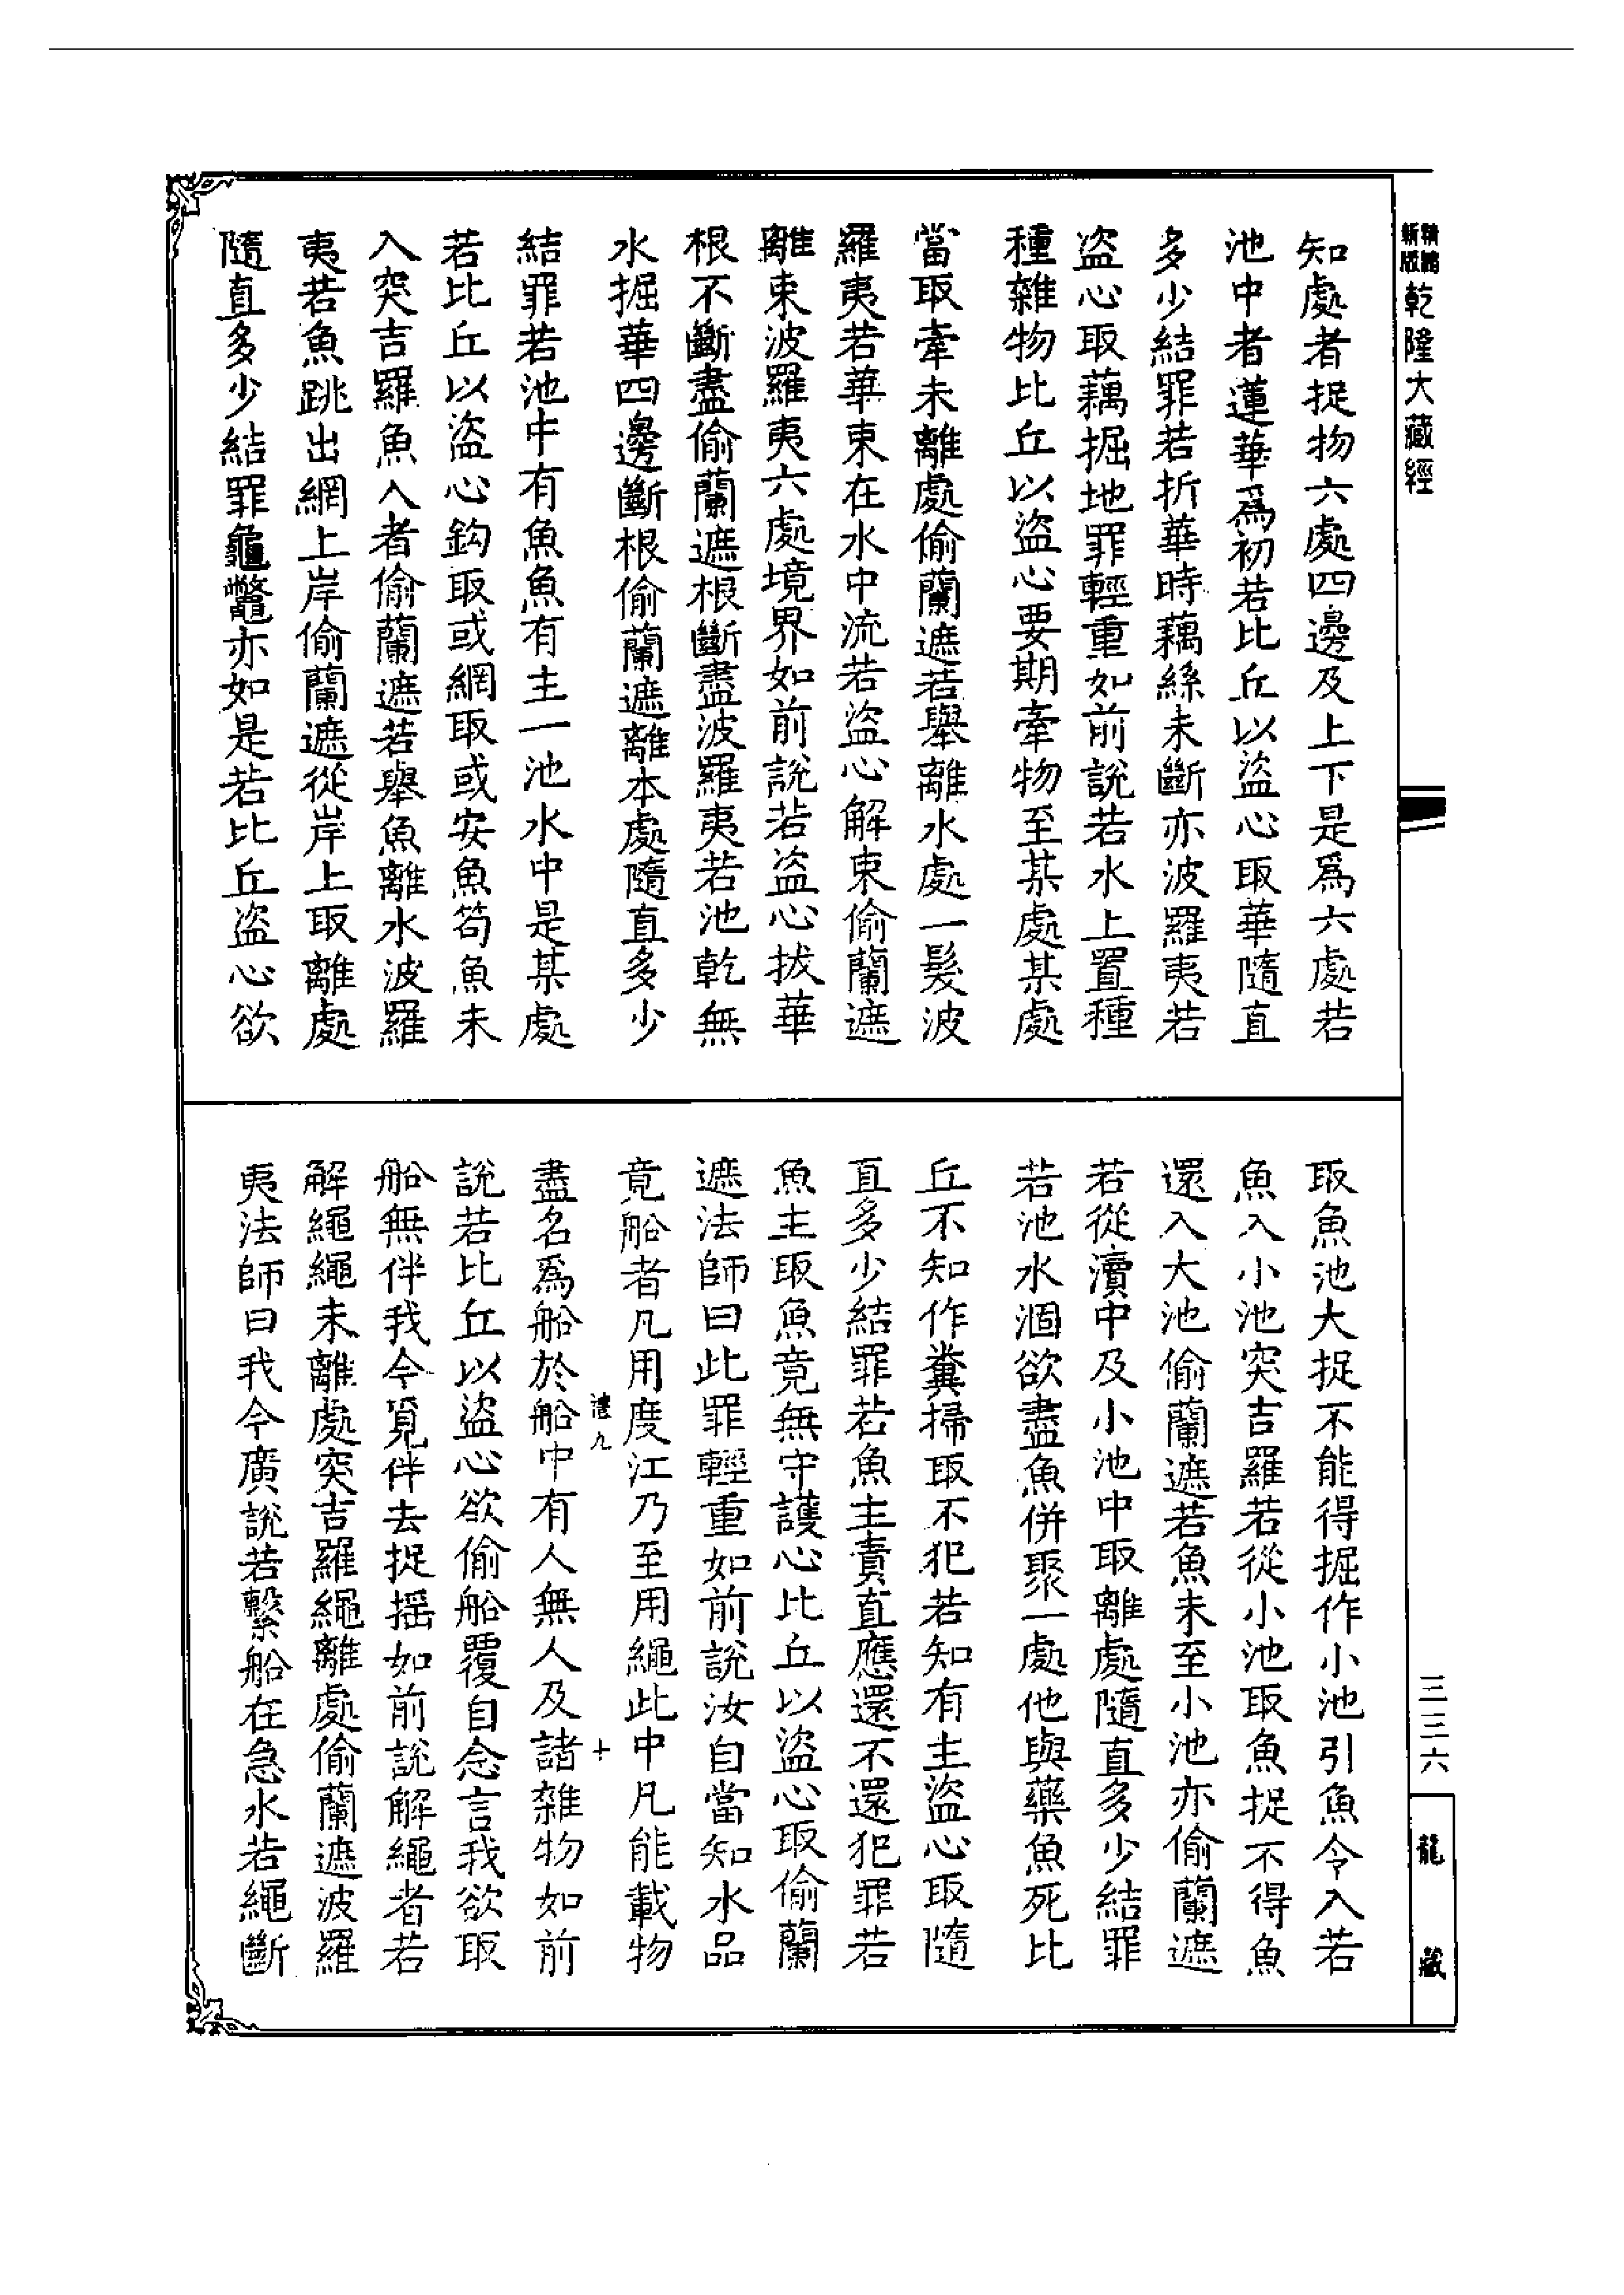 新版
精縮
乾隆大藏經
知處者捉物六處四邊及上下是爲六處若
池中者蓮華爲初若比丘以盜心取華隨直
多少結罪若折華時藕絲未斷亦波羅夷若
盜心取藕掘地罪輕重如前說若水上置種
種雜物比丘以盜心要期牽物至某處某處
當取牽未離處偷蘭遮若舉離水處一髮波
羅夷若華束在水中流若盜心解束偷蘭遮
離束波羅夷六處境界如前說若盜心拔華
根不斷盡偷蘭遮根斷盡波羅夷若池乾無
水掘華四邊斷根偷蘭遮離本處隨直多少
結罪若池中有魚魚有主一池水中是某處
若比丘以盜心鈎取或網取或安魚笱魚未
入突吉羅魚入者偷蘭遮若舉魚離水波羅
夷若魚跳出網上岸偷蘭遮從岸上取離處
隨直多少結罪龜鼈亦如是若比丘盜心欲
取魚池大捉不能得掘作小池引魚令入若
魚入小池突吉羅若從小池取魚捉不得魚
還入大池偷蘭遮若魚未至小池亦偷蘭遮
若從瀆中及小池中取離處隨直多少結罪
若池水涸欲盡魚併聚一處他與藥魚死比
丘不知作糞掃取不犯若知有主盜心取隨
直多少結罪若魚主責直應還不還犯罪若
魚主取魚竟無守護心比丘以盜心取偷蘭
遮法師曰此罪輕重如前說汝自當知水品
竟船者凡用度江乃至用繩此中凡能載物
盡名爲船於船中有人無人及諸雜物如前
說若比丘以盜心欲偷船覆自念言我欲取
船無伴我今覓伴去捉搖如前說解繩者若
解繩繩未離處突吉羅繩離處偷蘭遮波羅
夷法師曰我今廣說若繫船在急水若繩斷
九
十
三三六
龍藏